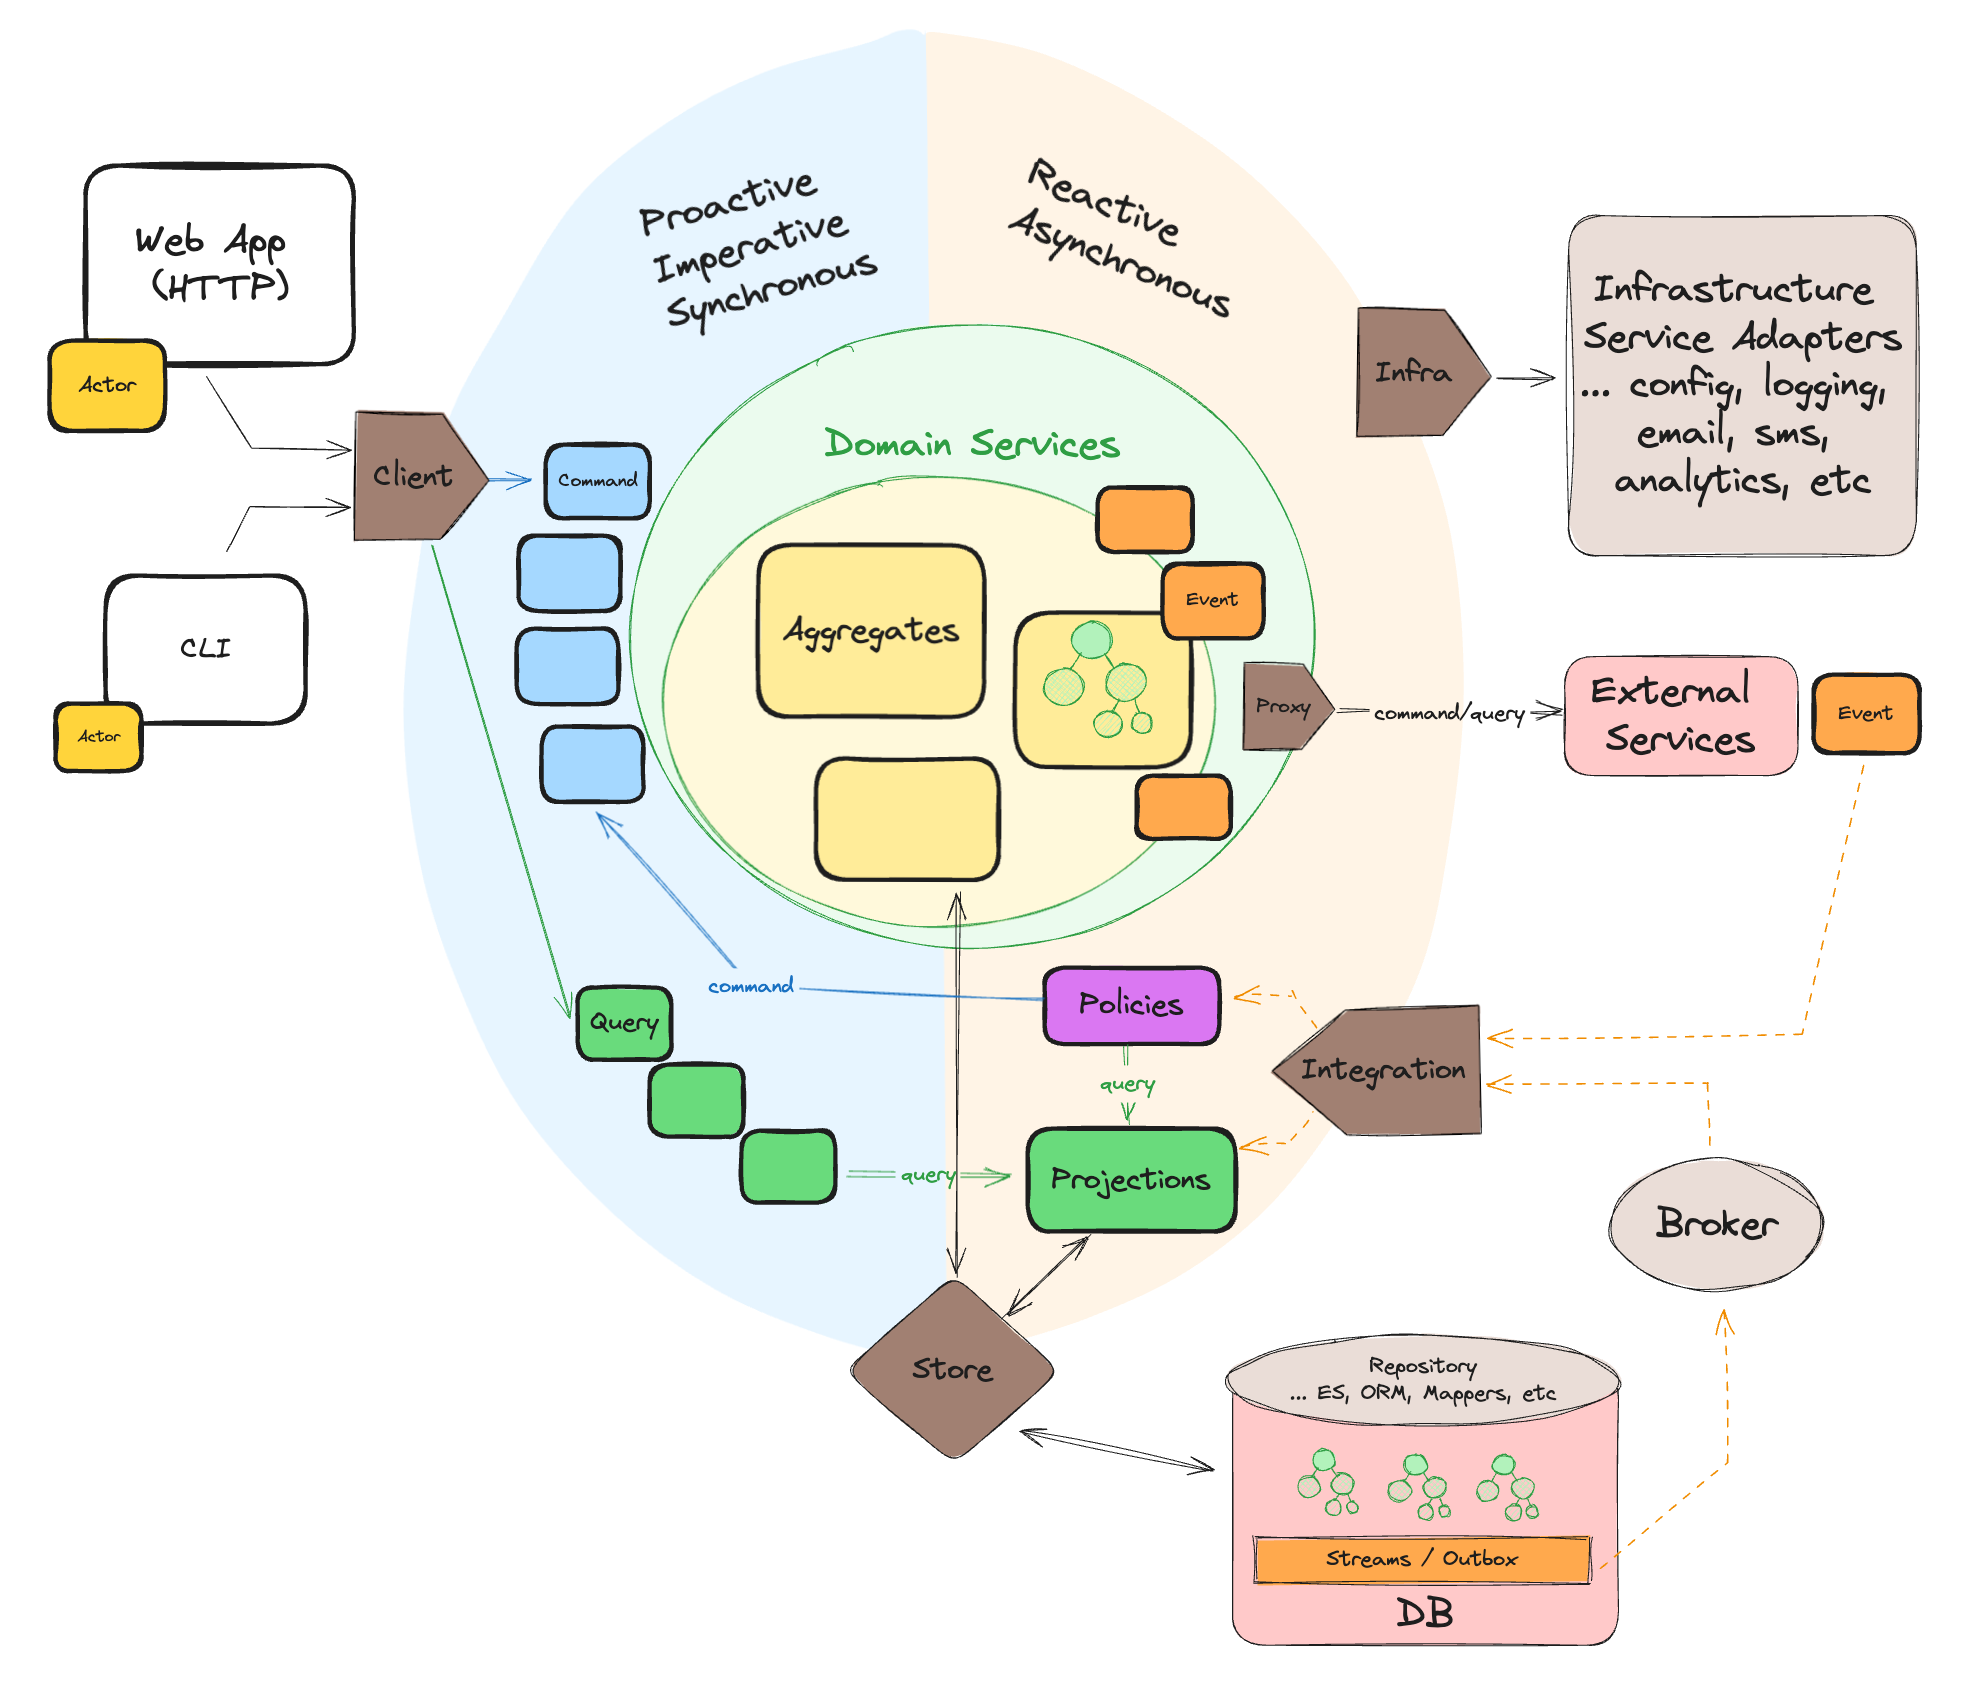 Proactive
Imperative
Synchronous
Reactive
Asynchronous
Web App
(HTTP)
Actor
Client
CLI
Actor
Command
Domain Services
Aggregates
Event
Proxy
command/query
Infra
Infrastructure
Service Adapters
... config, logging,
email, sms,
analytics, etc
External
Services
Event
command
Policies
query
Query
query
Projections
Integration
Broker
Store
Repository
... ES, ORM, Mappers, etc
Streams / Outbox
DB